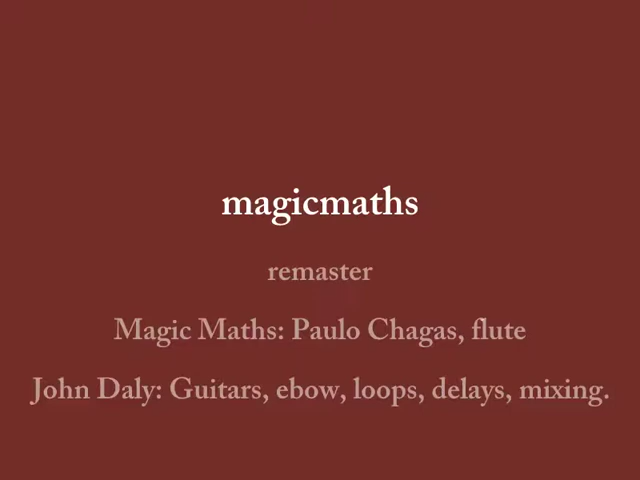 magicmaths
remaster
Magic Maths: Paulo Chagas, flute
John Daly: Guitars, ebow, loops, delays, mixing.